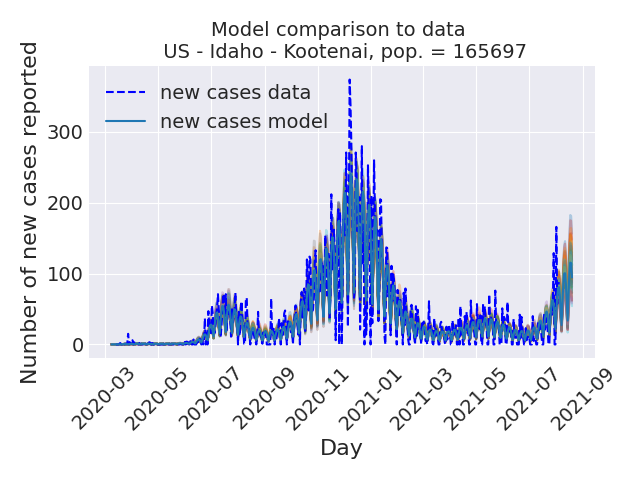 Model comparison to data
US - Idaho - Kootenai, pop. = 165697
new cases data
new cases model
Number of new cases reported
300
200
100
0
2020-03
2020-05
2020-07
2020-09
2020-11
2021-01
2021-03
2021-05
2021-07
2021-09
Day